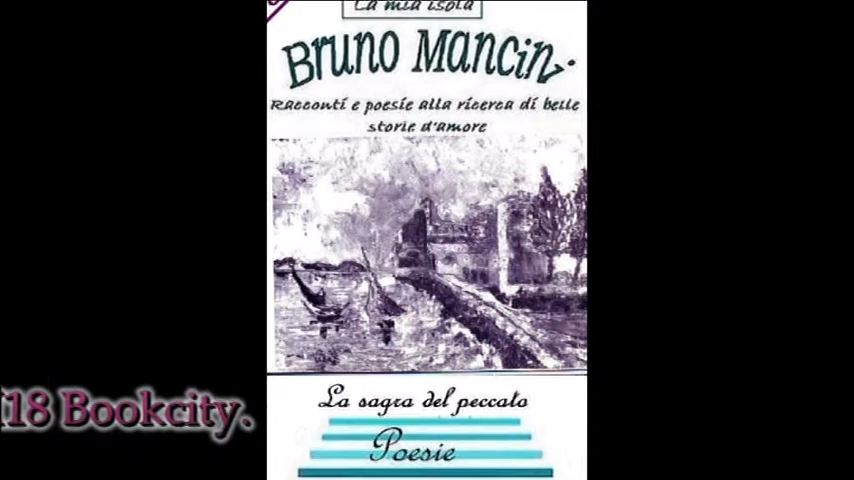 La mia isola
Bruno Mancini
Racconti e poesie alla ricerca di belle
storie d'amore
La sagra del peccato
Poesie
18 Bookcity.